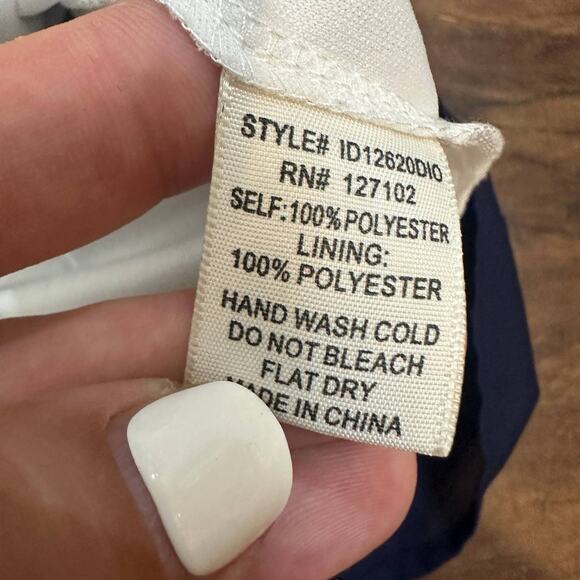 STYLE# ID12620DIO
RN# 127102
SELF:100% POLYESTER
LINING:
100% POLYESTER
HAND WASH COLD
DO NOT BLEACH
FLAT DRY
MADE IN CHINA